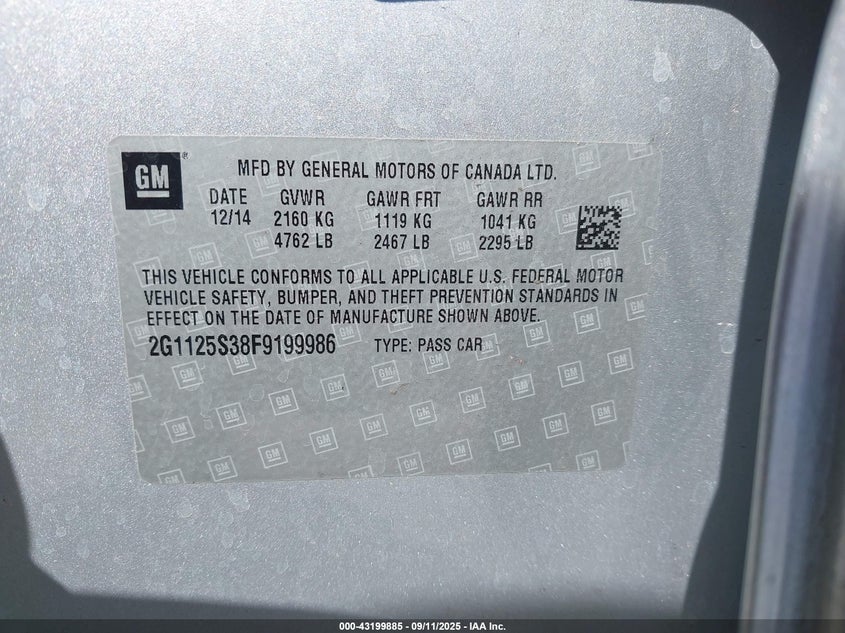 GM
MFD BY GENERAL MOTORS OF CANADA LTD.
DATE GVWR GAWR FRT GAWR RR
12/14 2160 KG 1119 KG 1041 KG
4762 LB 2467 LB 2295 LB
THIS VEHICLE CONFORMS TO ALL APPLICABLE U.S. FEDERAL MOTOR
VEHICLE SAFETY, BUMPER, AND THEFT PREVENTION STANDARDS IN
EFFECT ON THE DATE OF MANUFACTURE SHOWN ABOVE.
2G1125S38F9199986 TYPE: PASS CAR
000-43199885 - 09/11/2025 - IAA Inc.